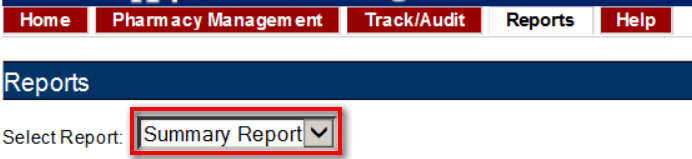 Home Pharmacy Management Track/Audit Reports Help
Reports
Select Report: Summary Report